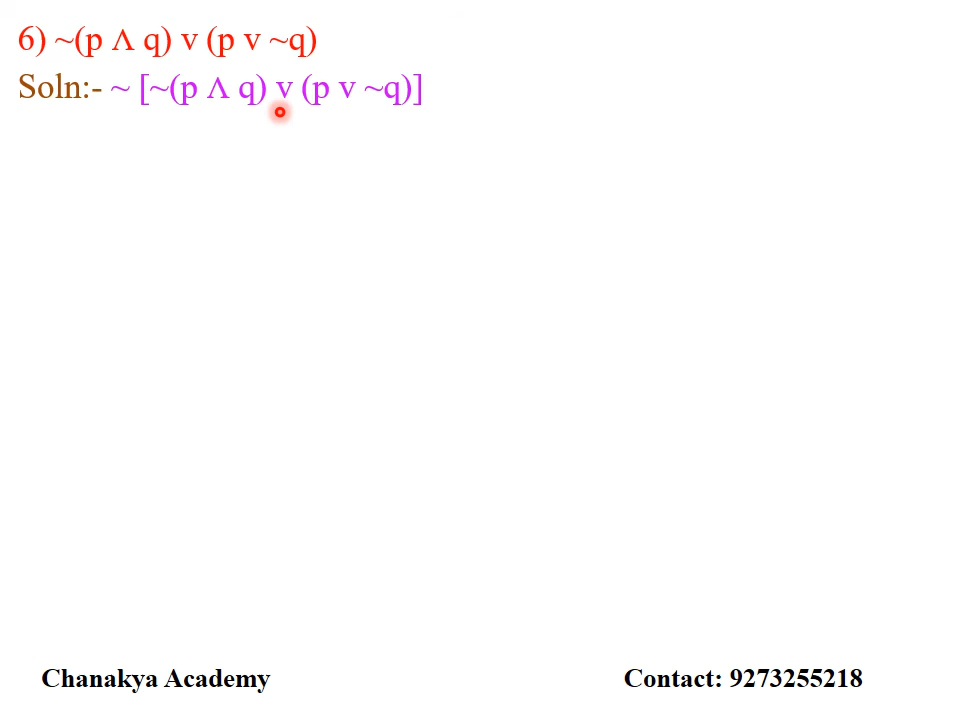 6) ~(p Λ q) v (p v ~q)
Soln:- ~ [~(p Λ q) v (p v ~q)]
Chanakya Academy
Contact: 9273255218